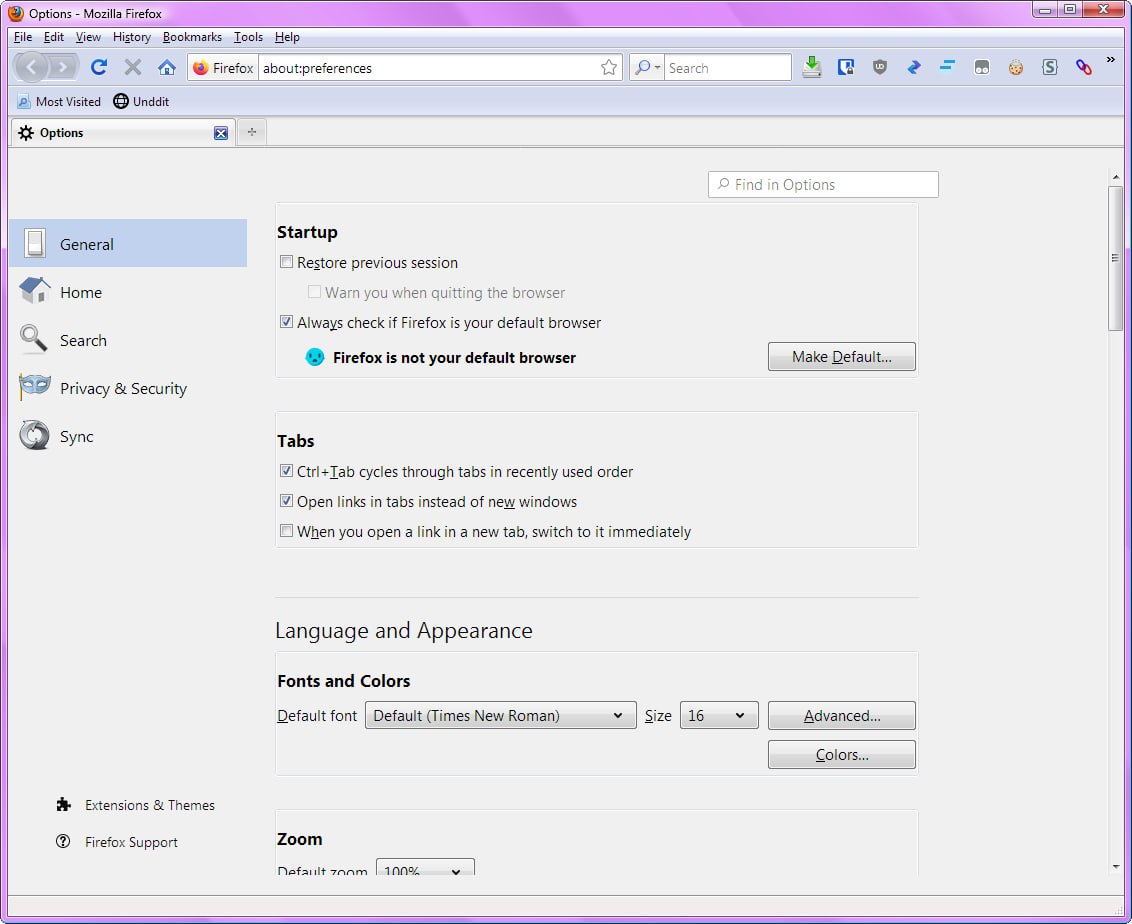 Options - Mozilla Firefox
File Edit View History Bookmarks Tools Help
Firefox about:preferences Search
Most Visited Unddit
Options
Find in Options
General
Home
Search
Privacy & Security
Sync
Extensions & Themes
Firefox Support
Startup
Restore previous session
Warn you when quitting the browser
Always check if Firefox is your default browser
Firefox is not your default browser Make Default...
Tabs
Ctrl+Tab cycles through tabs in recently used order
Open links in tabs instead of new windows
When you open a link in a new tab, switch to it immediately
Language and Appearance
Fonts and Colors
Default font Default (Times New Roman) Size 16 Advanced...
Colors...
Zoom
Default zoom 100%